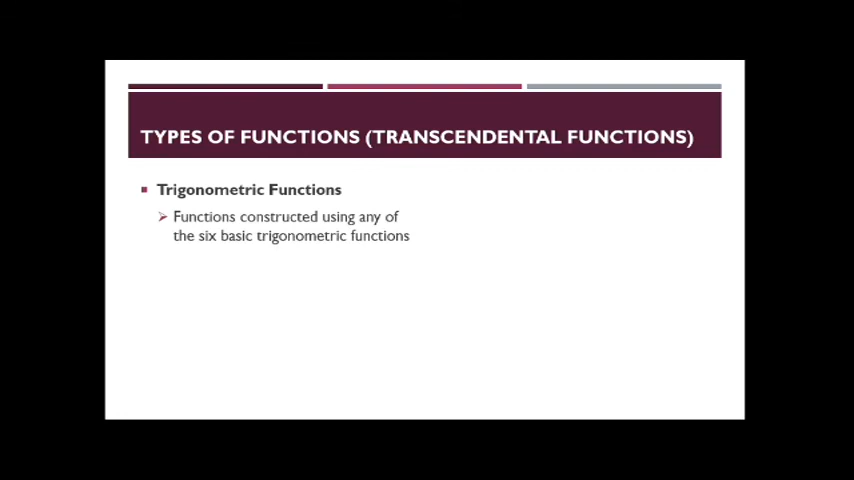 TYPES OF FUNCTIONS (TRANSCENDENTAL FUNCTIONS)
Trigonometric Functions
Functions constructed using any of
the six basic trigonometric functions